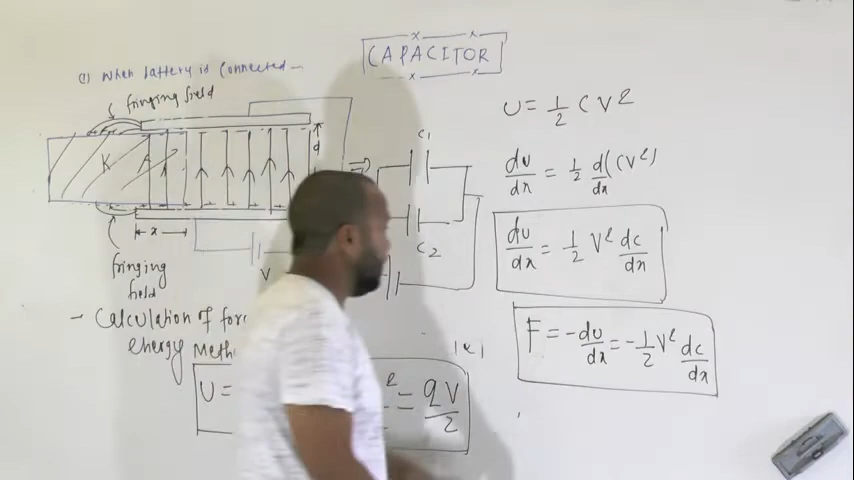 CAPACITOR
(1) When battery is connected -
fringing field
K
d
x
V
fringing
field
C1
C2
- Calculation of
energy
U =
= qV/2
U = 1/2 CV²
dU/dx = 1/2 d/dx (CV²)
dU/dx = 1/2 V² dc/dx
F = -dU/dx = -1/2 V² dc/dx